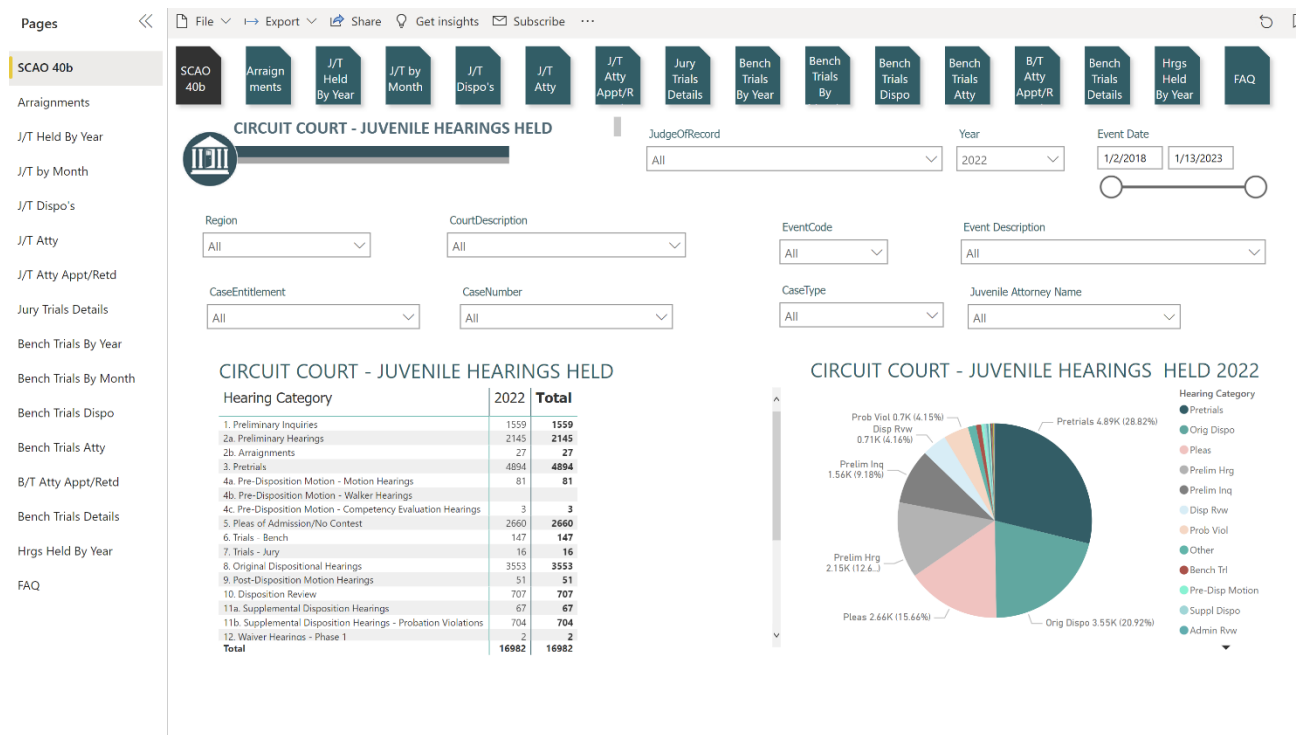 Pages
SCAO 40b
Arraignments
J/T Held By Year
J/T by Month
J/T Dispo's
J/T Atty
J/T Atty Appt/Retd
Jury Trials Details
Bench Trials By Year
Bench Trials By Month
Bench Trials Dispo
Bench Trials Atty
B/T Atty Appt/Retd
Bench Trials Details
Hrgs Held By Year
FAQ
File Export Share Get insights Subscribe ...
SCAO
40b
Arraign
ments
J/T
Held
By Year
J/T by
Month
J/T
Dispo's
J/T
Atty
J/T
Atty
Appt/R
Jury
Trials
Details
Bench
Trials
By Year
Bench
Trials
By
Bench
Trials
Dispo
Bench
Trials
Atty
B/T
Atty
Appt/R
Bench
Trials
Details
Hrgs
Held
By Year
FAQ
CIRCUIT COURT - JUVENILE HEARINGS HELD
JudgeOfRecord
All
Year
2022
Event Date
1/2/2018 1/13/2023
Region
All
CourtDescription
All
EventCode
All
Event Description
All
CaseEntitlement
All
CaseNumber
All
CaseType
All
Juvenile Attorney Name
All
CIRCUIT COURT - JUVENILE HEARINGS HELD
Hearing Category 2022 Total
1. Preliminary Inquiries 1559 1559
2a. Preliminary Hearings 2145 2145
2b. Arraignments 27 27
3. Pretrials 4894 4894
4a. Pre-Disposition Motion - Motion Hearings 81 81
4b. Pre-Disposition Motion - Walker Hearings
4c. Pre-Disposition Motion - Competency Evaluation Hearings 3 3
5. Pleas of Admission/No Contest 2660 2660
6. Trials - Bench 147 147
7. Trials - Jury 16 16
8. Original Dispositional Hearings 3553 3553
9. Post-Disposition Motion Hearings 51 51
10. Disposition Review 707 707
11a. Supplemental Disposition Hearings 67 67
11b. Supplemental Disposition Hearings - Probation Violations 704 704
12. Waiver Hearings - Phase 1 2 2
Total 16982 16982
CIRCUIT COURT - JUVENILE HEARINGS HELD 2022
Prob Viol 0.7K (4.15%)
Disp Rvw
0.71K (4.16%)
Prelim Inq
1.56K (9.18%)
Prelim Hrg
2.15K (12.6...)
Pleas 2.66K (15.66%)
Pretrials 4.89K (28.82%)
Orig Dispo 3.55K (20.92%)
Hearing Category
Pretrials
Orig Dispo
Pleas
Prelim Hrg
Prelim Inq
Disp Rvw
Prob Viol
Other
Bench Trl
Pre-Disp Motion
Suppl Dispo
Admin Rvw